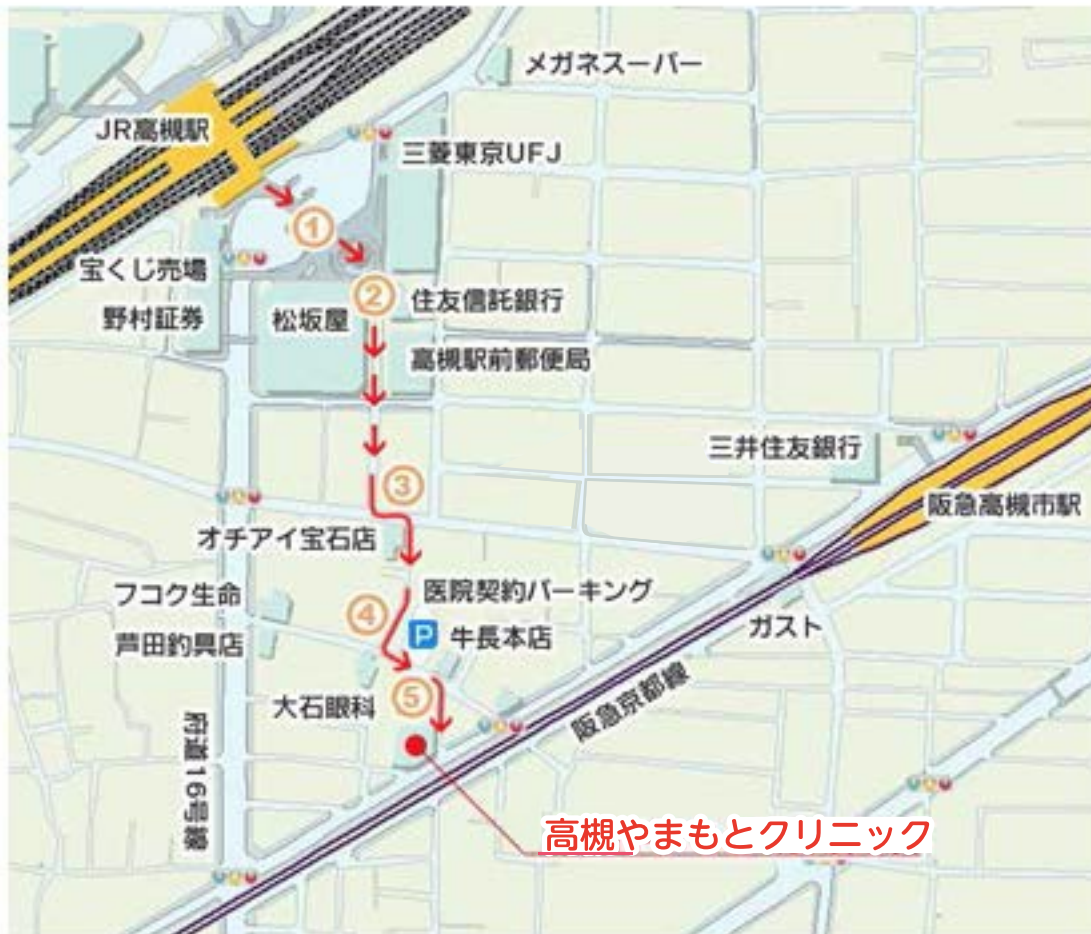 メガネスーパー
JR高槻駅
三菱東京UFJ
①
宝くじ売場
②
住友信託銀行
野村証券
松坂屋
高槻駅前郵便局
三井住友銀行
③
阪急高槻市駅
オチアイ宝石店
フコク生命
医院契約パーキング
④
芦田釣具店
P
牛長本店
ガスト
大石眼科
⑤
阪急京都線
府道16号線
高槻やまもとクリニック